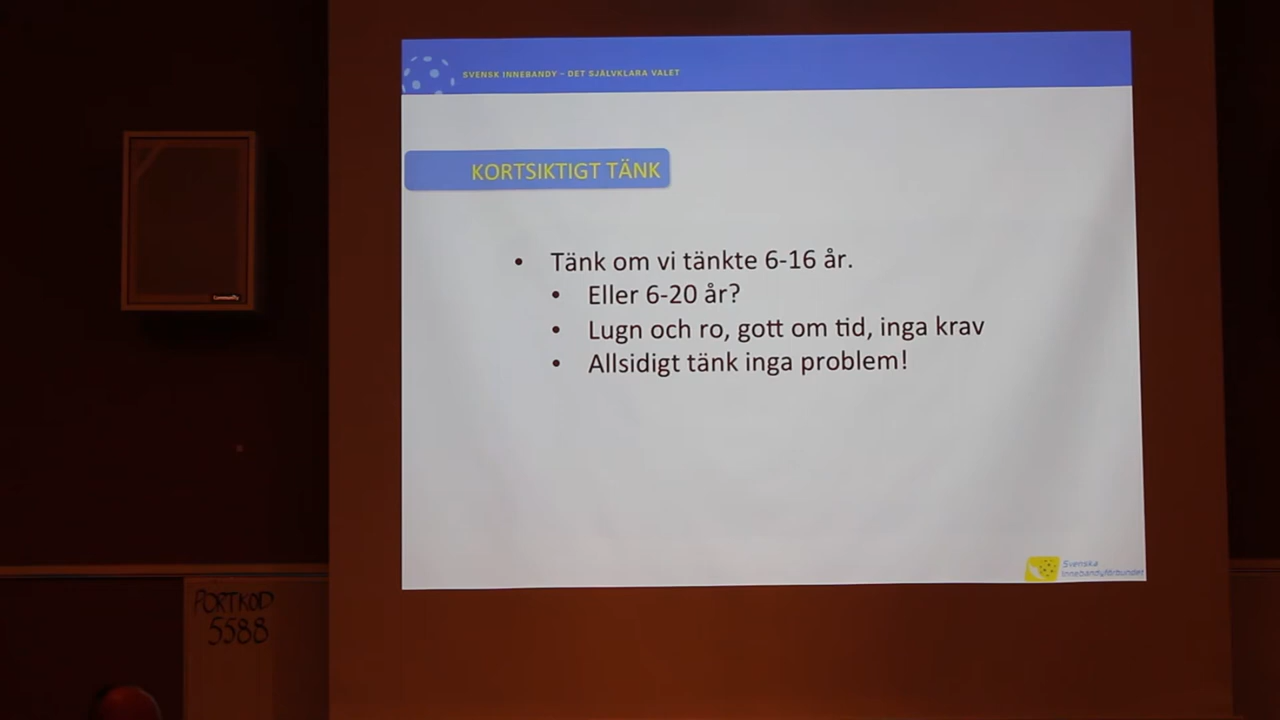 SVENSK INNEBANDY – DET SJÄLVKLARA VALET
KORTSIKTIGT TÄNK
• Tänk om vi tänkte 6-16 år.
• Eller 6-20 år?
• Lugn och ro, gott om tid, inga krav
• Allsidigt tänk inga problem!
Svenska
Innebandyförbundet
Community
PORTKOD
5588